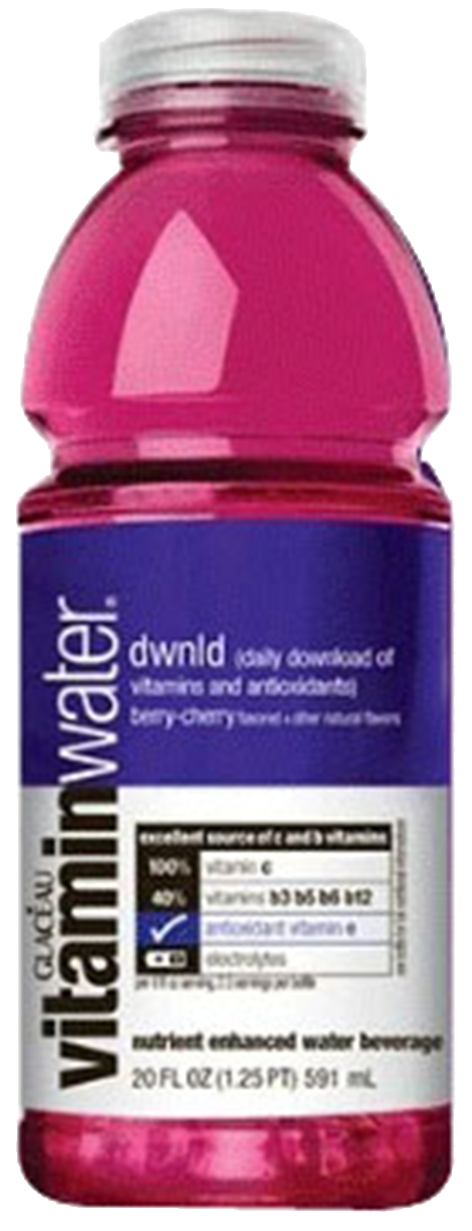 GLACÉAU
vitaminwater®
dwnld (daily download of
vitamins and antioxidants)
berry-cherry flavored + other natural flavors
excellent source of c and b vitamins
100% vitamin c
40% vitamins b3 b5 b6 b12
antioxidant vitamin e
electrolytes
nutrient enhanced water beverage
20 FL OZ (1.25 PT) 591 mL